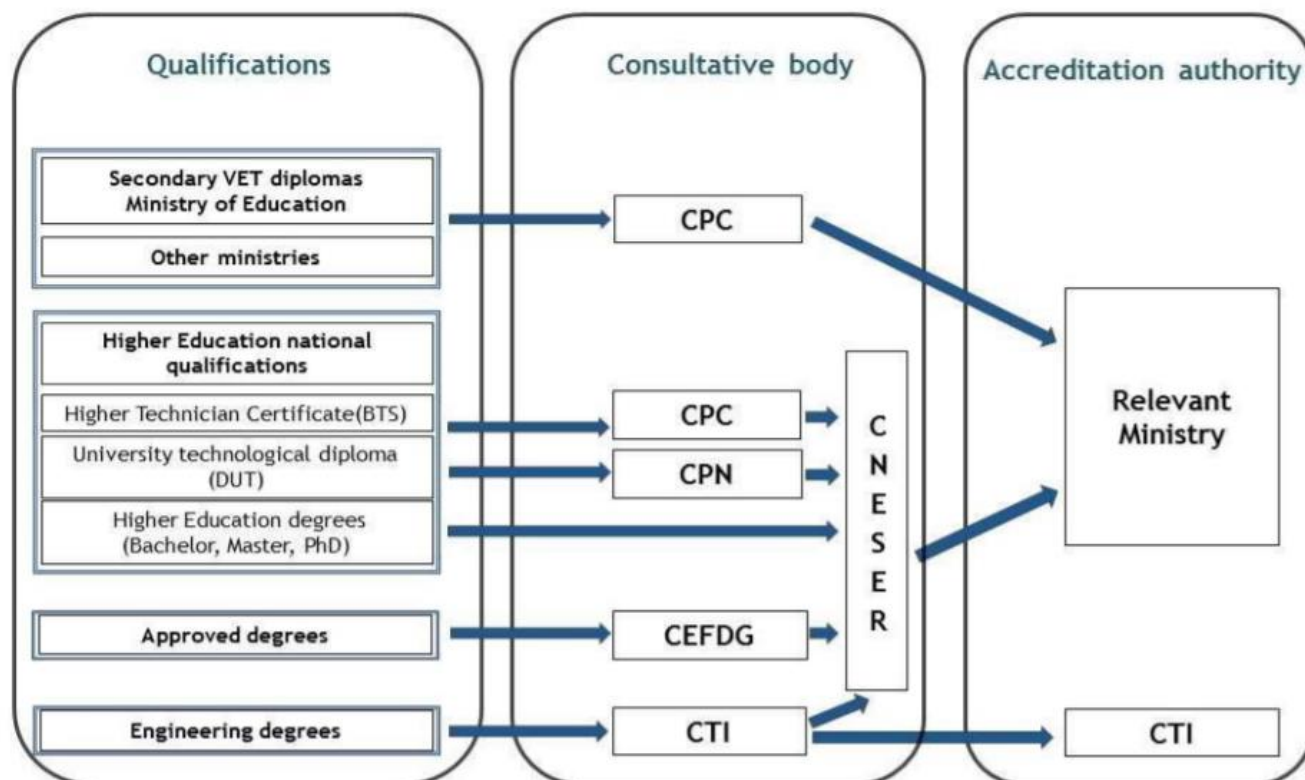 Qualifications
Secondary VET diplomas
Ministry of Education
Other ministries
Higher Education national
qualifications
Higher Technician Certificate(BTS)
University technological diploma
(DUT)
Higher Education degrees
(Bachelor, Master, PhD)
Approved degrees
Engineering degrees
Consultative body
CPC
CPC
CPN
CEFDG
CTI
C
N
E
S
E
R
Accreditation authority
Relevant
Ministry
CTI